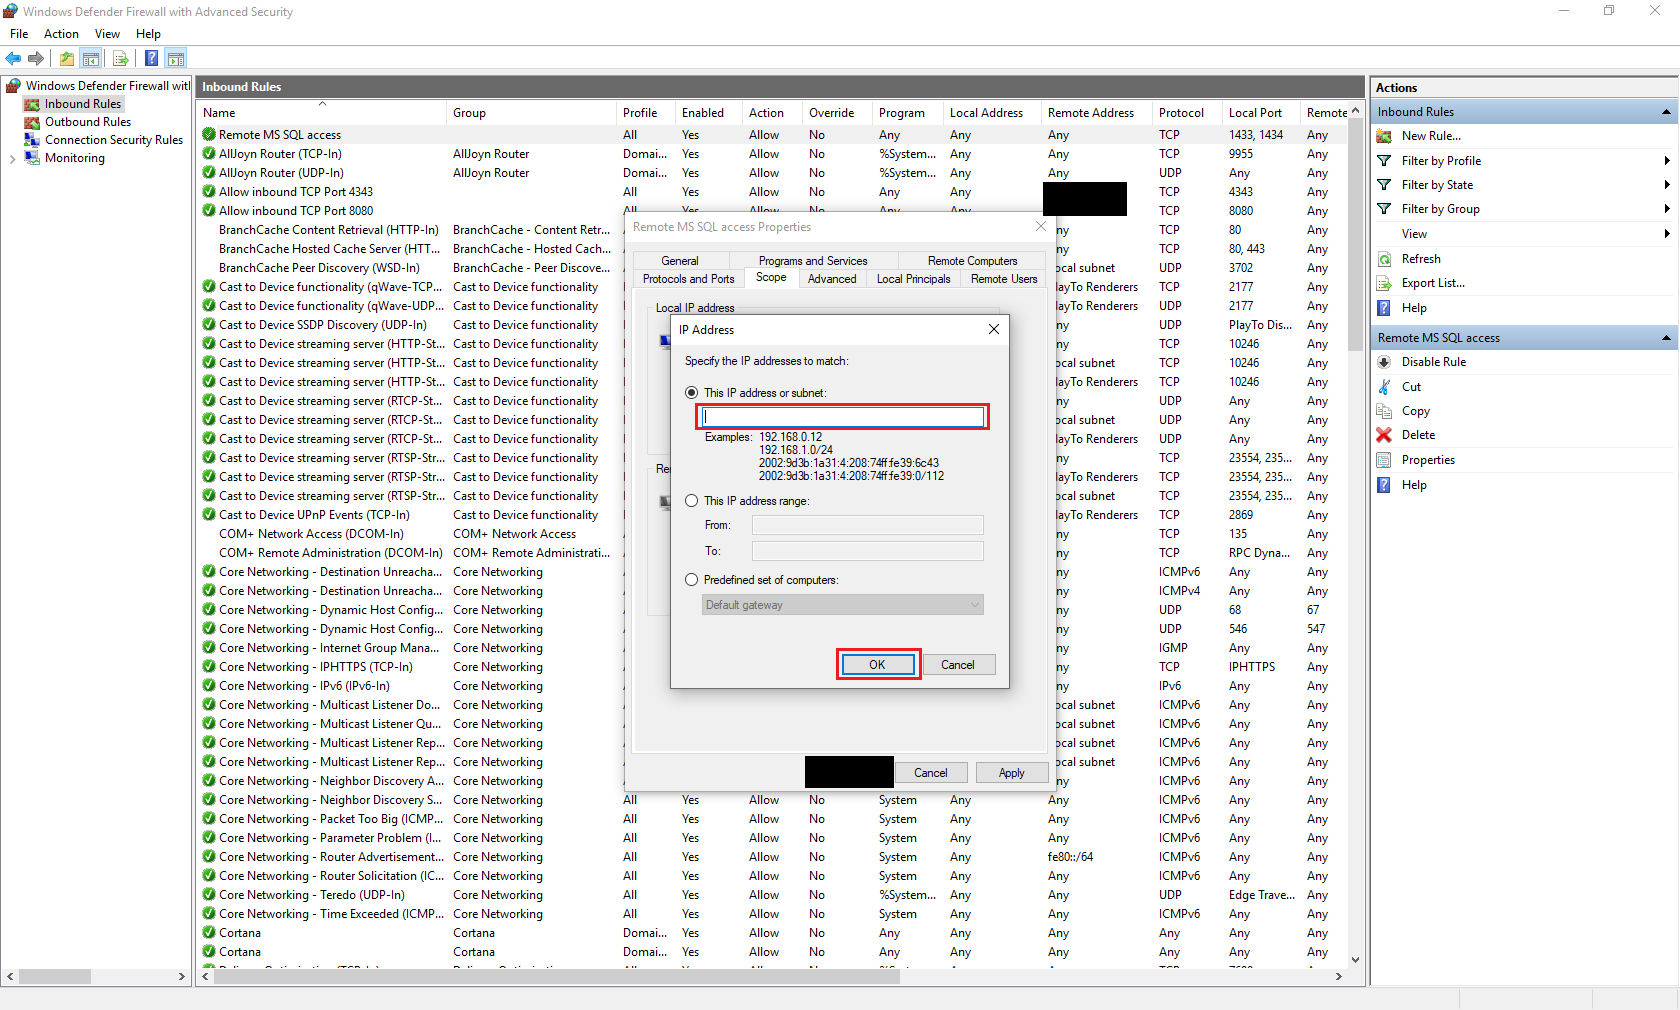 Windows Defender Firewall with Advanced Security
File Action View Help
Windows Defender Firewall wit
Inbound Rules
Outbound Rules
Connection Security Rules
Monitoring
Inbound Rules
Name Group Profile Enabled Action Override Program Local Address Remote Address Protocol Local Port Remote
Remote MS SQL access All Yes Allow No Any Any Any TCP 1433, 1434 Any
AllJoyn Router (TCP-In) AllJoyn Router Domai... Yes Allow No %System... Any Any TCP 9955 Any
AllJoyn Router (UDP-In) AllJoyn Router Domai... Yes Allow No %System... Any Any UDP Any Any
Allow inbound TCP Port 4343 All Yes Allow No Any Any TCP 4343 Any
Allow inbound TCP Port 8080 All Yes Allow No Any Any TCP 8080 Any
BranchCache Content Retrieval (HTTP-In) BranchCache - Content Retr... TCP 80 Any
BranchCache Hosted Cache Server (HTT... BranchCache - Hosted Cach... TCP 80, 443 Any
BranchCache Peer Discovery (WSD-In) BranchCache - Peer Discove... ocal subnet UDP 3702 Any
Cast to Device functionality (qWave-TCP... Cast to Device functionality layTo Renderers TCP 2177 Any
Cast to Device functionality (qWave-UDP... Cast to Device functionality layTo Renderers UDP 2177 Any
Cast to Device SSDP Discovery (UDP-In) Cast to Device functionality ny UDP PlayTo Dis... Any
Cast to Device streaming server (HTTP-St... Cast to Device functionality ny TCP 10246 Any
Cast to Device streaming server (HTTP-St... Cast to Device functionality ocal subnet TCP 10246 Any
Cast to Device streaming server (HTTP-St... Cast to Device functionality layTo Renderers TCP 10246 Any
Cast to Device streaming server (RTCP-St... Cast to Device functionality ny UDP Any Any
Cast to Device streaming server (RTCP-St... Cast to Device functionality ocal subnet UDP Any Any
Cast to Device streaming server (RTCP-St... Cast to Device functionality layTo Renderers UDP Any Any
Cast to Device streaming server (RTSP-Str... Cast to Device functionality ny TCP 23554, 235... Any
Cast to Device streaming server (RTSP-Str... Cast to Device functionality layTo Renderers TCP 23554, 235... Any
Cast to Device streaming server (RTSP-Str... Cast to Device functionality ocal subnet TCP 23554, 235... Any
Cast to Device UPnP Events (TCP-In) Cast to Device functionality layTo Renderers TCP 2869 Any
COM+ Network Access (DCOM-In) COM+ Network Access ny TCP 135 Any
COM+ Remote Administration (DCOM-In) COM+ Remote Administrati... ny TCP RPC Dyna... Any
Core Networking - Destination Unreacha... Core Networking ny ICMPv6 Any Any
Core Networking - Destination Unreacha... Core Networking ny ICMPv4 Any Any
Core Networking - Dynamic Host Config... Core Networking ny UDP 68 67
Core Networking - Dynamic Host Config... Core Networking ny UDP 546 547
Core Networking - Internet Group Mana... Core Networking ny IGMP Any Any
Core Networking - IPHTTPS (TCP-In) Core Networking ny TCP IPHTTPS Any
Core Networking - IPv6 (IPv6-In) Core Networking ny IPv6 Any Any
Core Networking - Multicast Listener Do... Core Networking ocal subnet ICMPv6 Any Any
Core Networking - Multicast Listener Qu... Core Networking ocal subnet ICMPv6 Any Any
Core Networking - Multicast Listener Rep... Core Networking ocal subnet ICMPv6 Any Any
Core Networking - Multicast Listener Rep... Core Networking ocal subnet ICMPv6 Any Any
Core Networking - Neighbor Discovery A... Core Networking ny ICMPv6 Any Any
Core Networking - Neighbor Discovery S... Core Networking All Yes Allow No System Any Any ICMPv6 Any Any
Core Networking - Packet Too Big (ICMP... Core Networking All Yes Allow No System Any Any ICMPv6 Any Any
Core Networking - Parameter Problem (I... Core Networking All Yes Allow No System Any Any ICMPv6 Any Any
Core Networking - Router Advertisement... Core Networking All Yes Allow No System Any fe80::/64 ICMPv6 Any Any
Core Networking - Router Solicitation (IC... Core Networking All Yes Allow No System Any Any ICMPv6 Any Any
Core Networking - Teredo (UDP-In) Core Networking All Yes Allow No %System... Any Any UDP Edge Trave... Any
Core Networking - Time Exceeded (ICMP... Core Networking All Yes Allow No System Any Any ICMPv6 Any Any
Cortana Cortana Domai... Yes Allow No Any Any Any Any Any Any
Cortana Cortana Domai... Yes Allow No Any Any Any Any Any Any
Remote MS SQL access Properties
General Programs and Services Remote Computers
Protocols and Ports Scope Advanced Local Principals Remote Users
Local IP address
IP Address
Specify the IP addresses to match:
This IP address or subnet:
Examples: 192.168.0.12
192.168.1.0/24
2002:9d3b:1a31:4:208:74ff:fe39:6c43
2002:9d3b:1a31:4:208:74ff:fe39:0/112
This IP address range:
From:
To:
Predefined set of computers:
Default gateway
OK Cancel
Cancel Apply
Actions
Inbound Rules
New Rule...
Filter by Profile
Filter by State
Filter by Group
View
Refresh
Export List...
Help
Remote MS SQL access
Disable Rule
Cut
Copy
Delete
Properties
Help